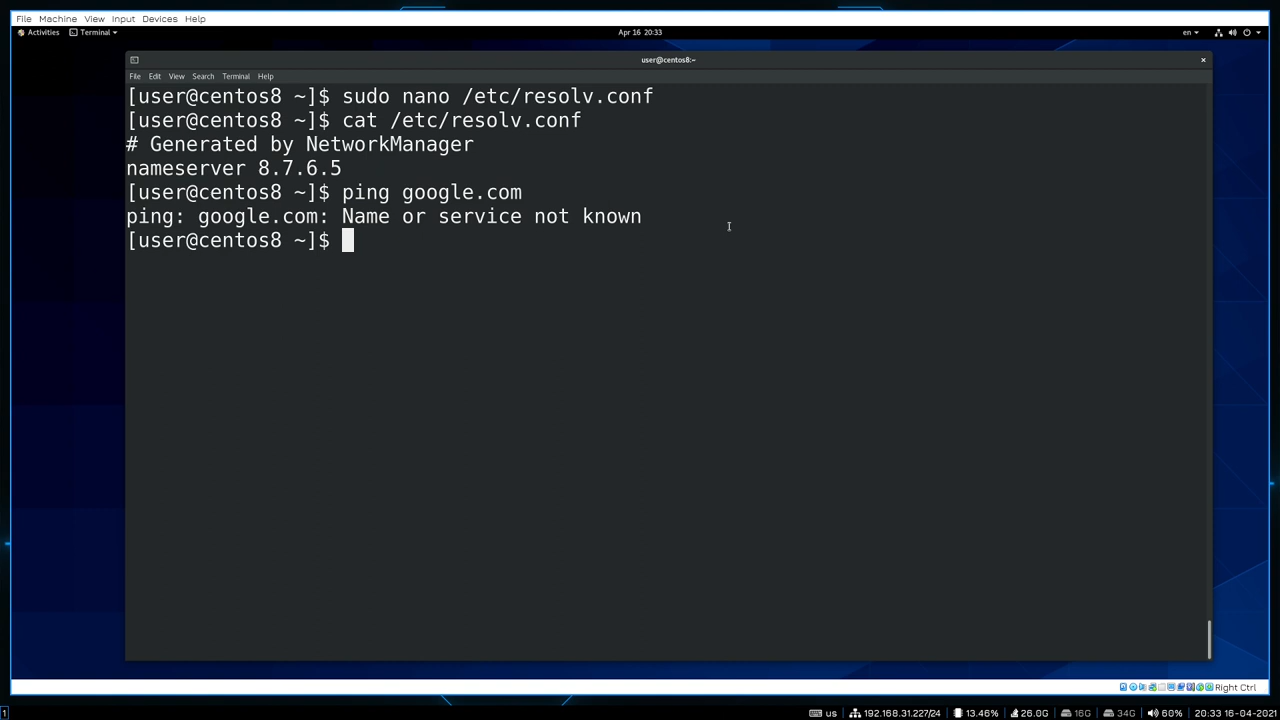 File Machine View Input Devices Help
Activities Terminal Apr 16 20:33 en
user@centos8:~
File Edit View Search Terminal Help
[user@centos8 ~]$ sudo nano /etc/resolv.conf
[user@centos8 ~]$ cat /etc/resolv.conf
# Generated by NetworkManager
nameserver 8.7.6.5
[user@centos8 ~]$ ping google.com
ping: google.com: Name or service not known
[user@centos8 ~]$
Right Ctrl
1 us 192.168.31.227/24 13.46% 26.0G 16G 34G 60% 20:33 16-04-2021